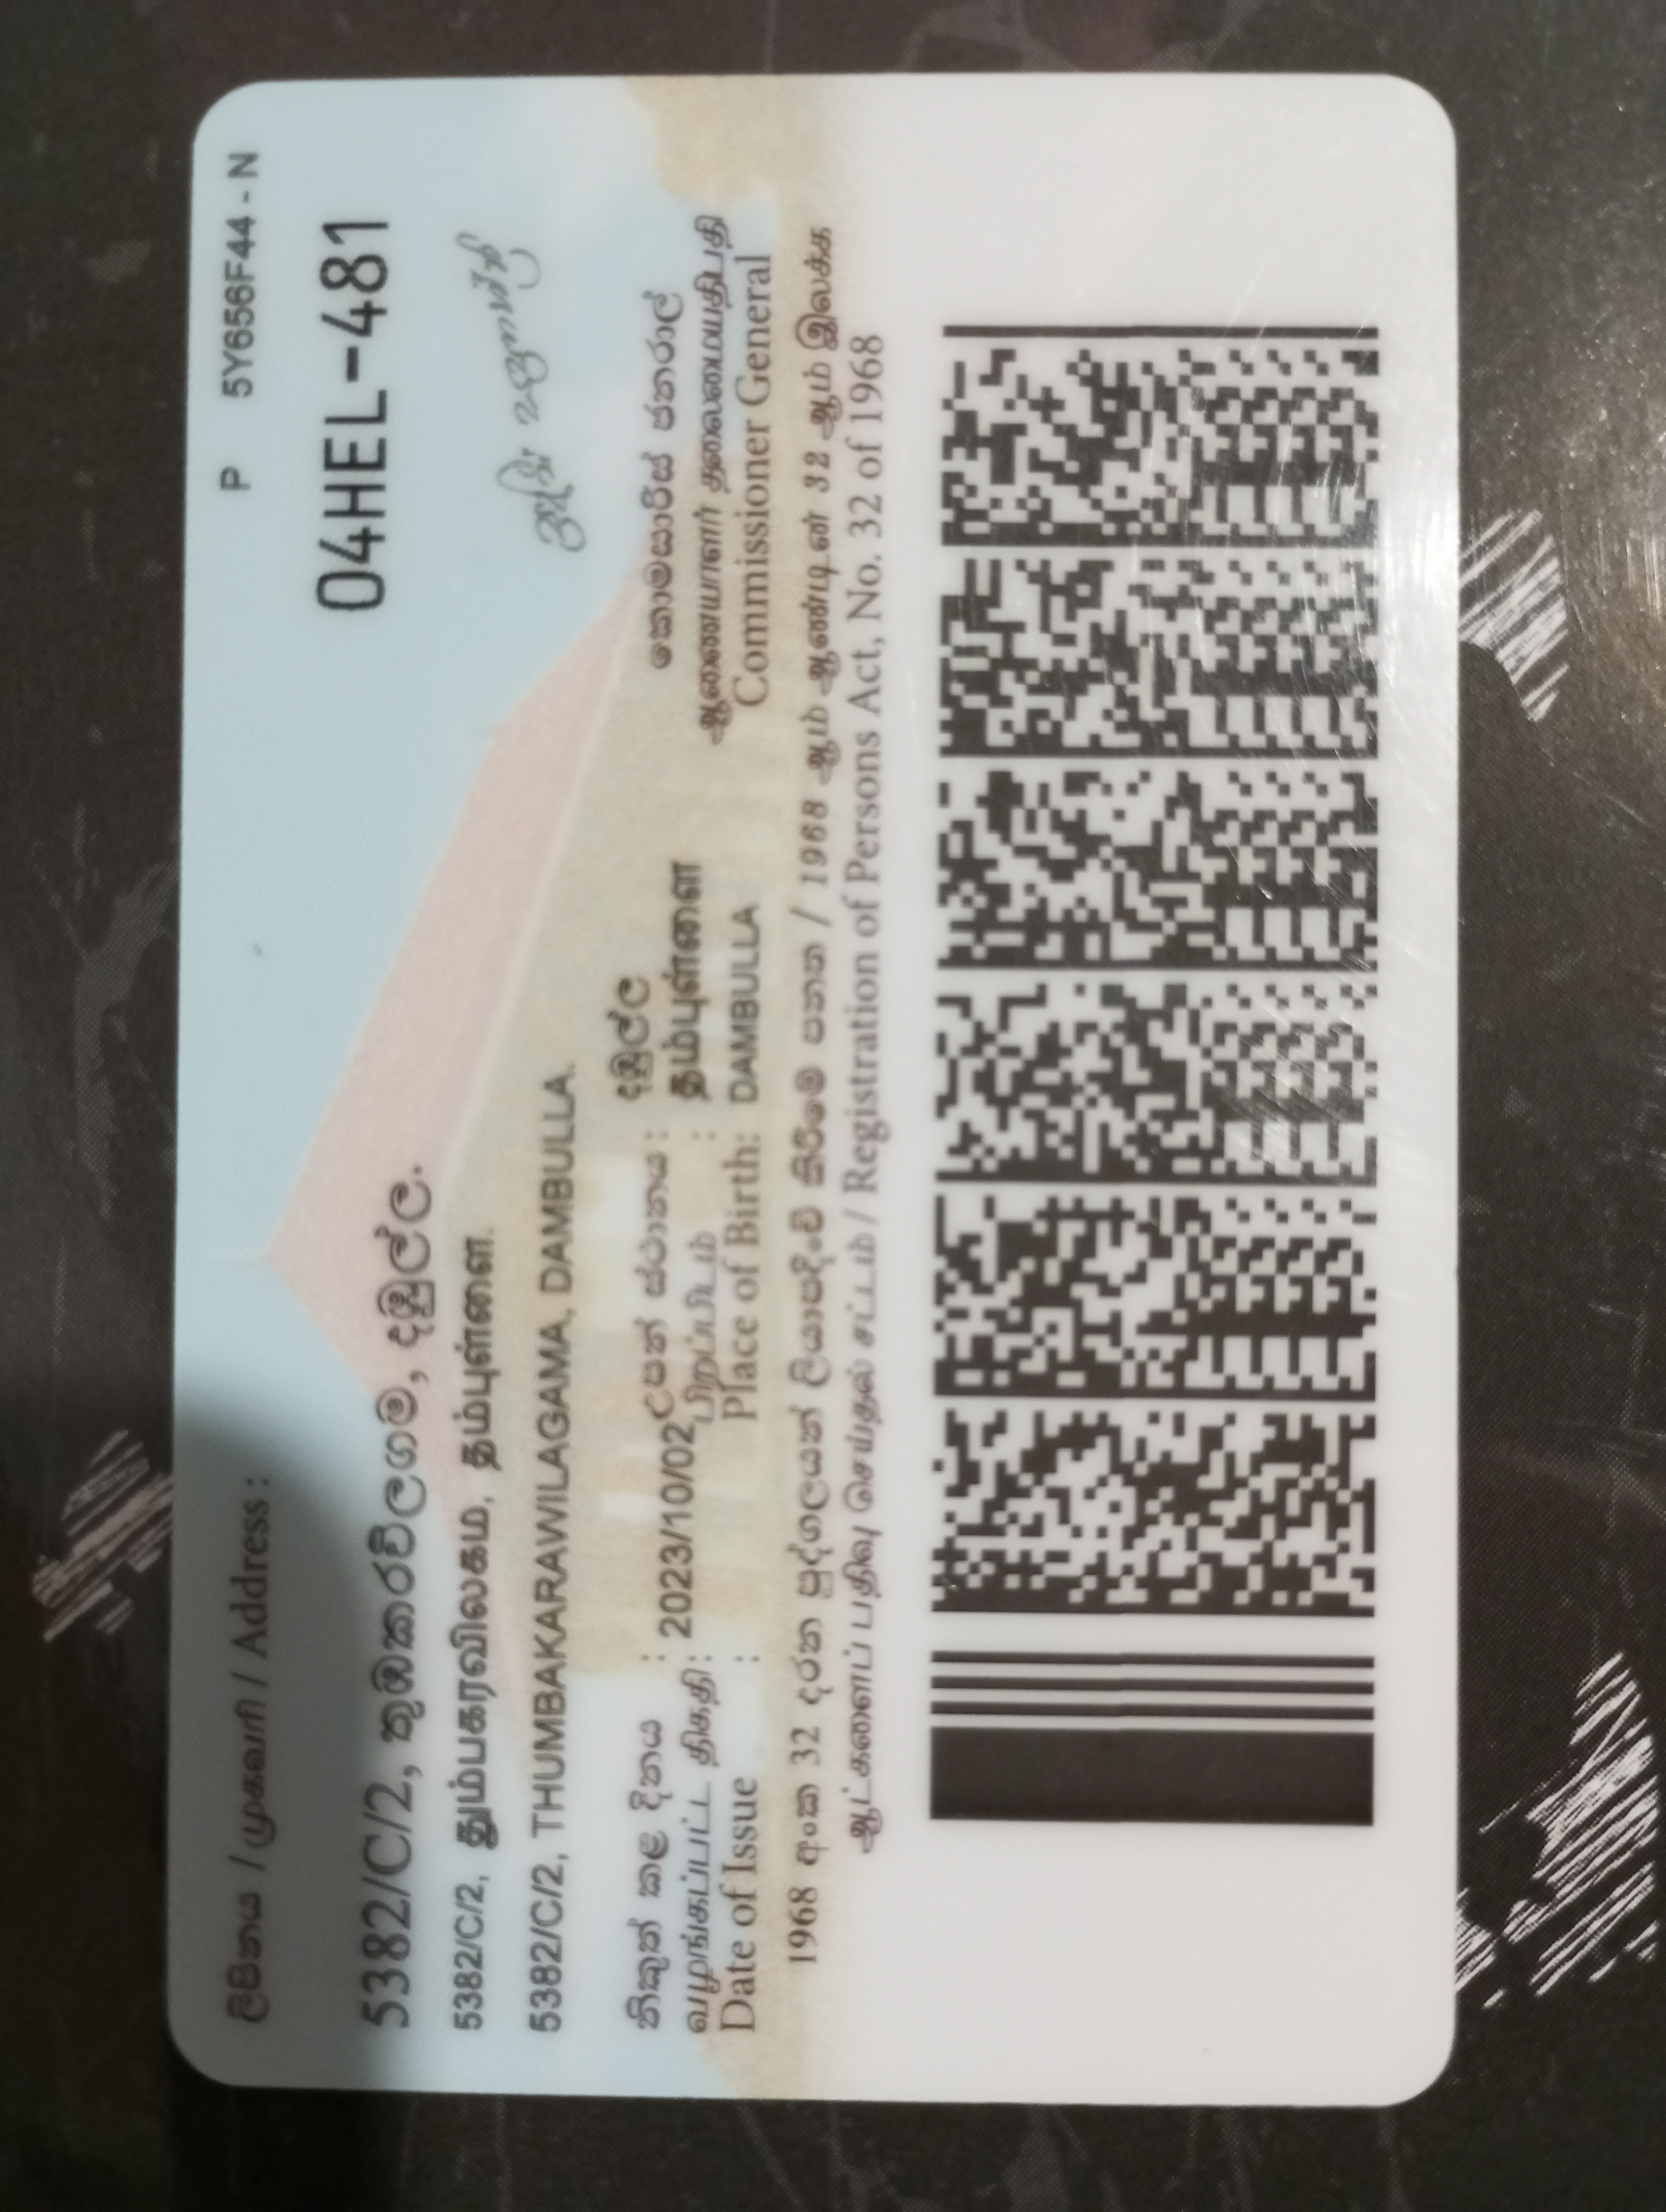 ලිපිනය / முகவரி / Address :
P 5Y656F44 - N
04HEL-481
5382/C/2, තුඹකරවිලගම, දඹුල්ල.
5382/C/2, தும்பகரவிலகம, தம்புள்ளை.
5382/C/2, THUMBAKARAWILAGAMA, DAMBULLA.
නිකුත් කළ දිනය :
வழங்கப்பட்ட திகதி : 2023/10/02
Date of Issue :
උපන් ස්ථානය : දඹුල්ල
பிறப்பிடம் : தம்புள்ளை
Place of Birth: DAMBULLA
කොමසාරිස් ජනරාල්
ஆணையாளர் தலைமையதிபதி
Commissioner General
1968 අංක 32 දරන පුද්ගලයන් ලියාපදිංචි කිරීමේ පනත / 1968 ஆம் ஆண்டின் 32 ஆம் இலக்க
ஆட்களைப் பதிவு செய்தல் சட்டம் / Registration of Persons Act, No. 32 of 1968